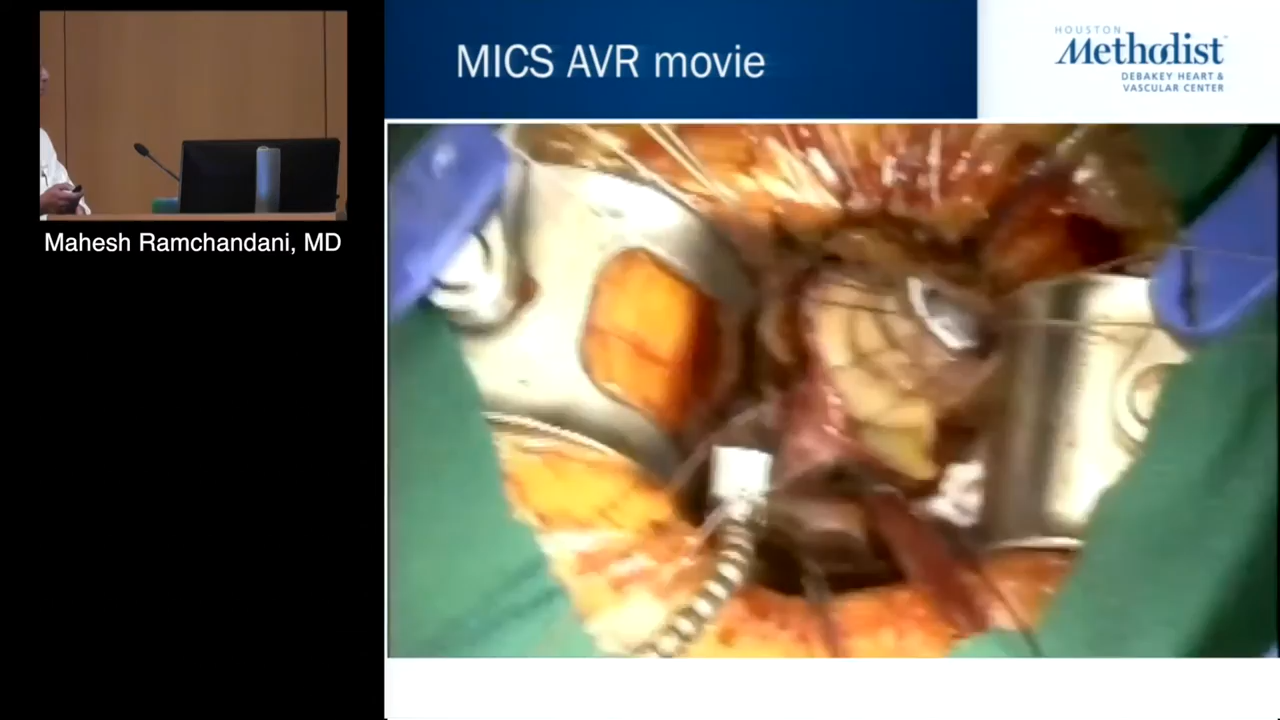 MICS AVR movie
HOUSTON
Methodist
DEBAKEY HEART &
VASCULAR CENTER
Mahesh Ramchandani, MD